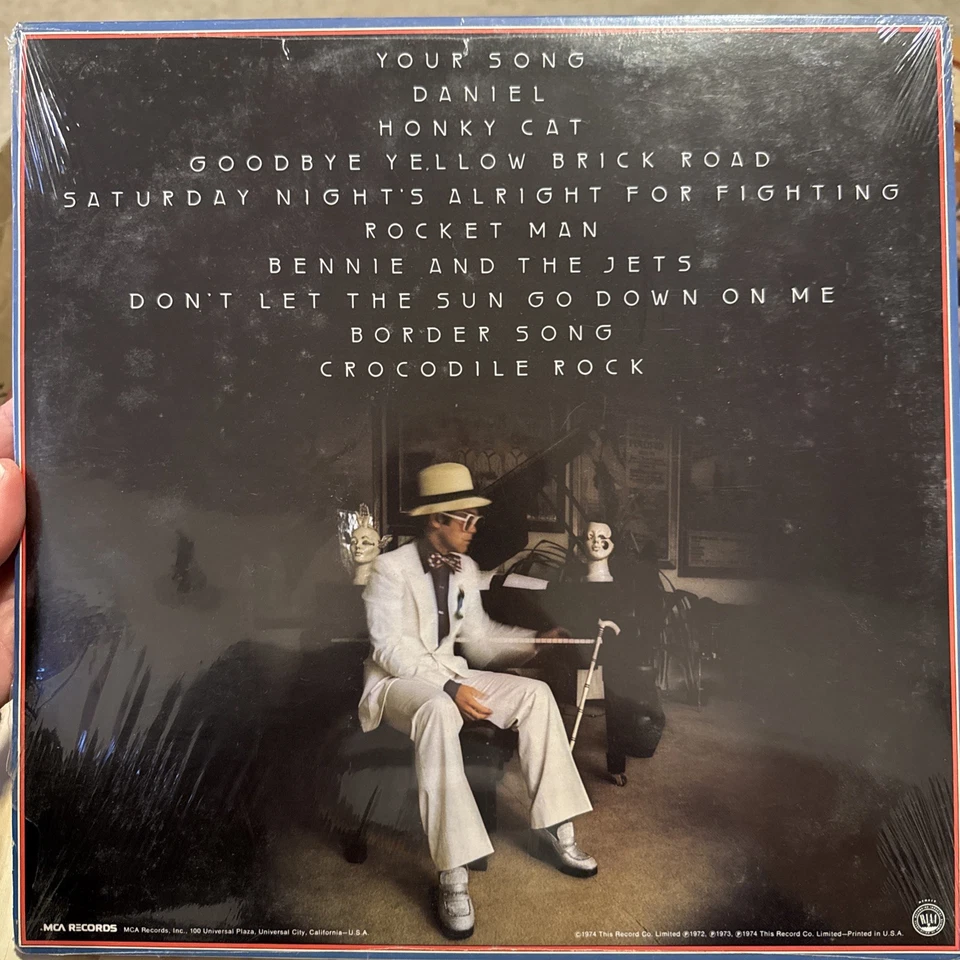 YOUR SONG
DANIEL
HONKY CAT
GOODBYE YELLOW BRICK ROAD
SATURDAY NIGHT'S ALRIGHT FOR FIGHTING
ROCKET MAN
BENNIE AND THE JETS
DON'T LET THE SUN GO DOWN ON ME
BORDER SONG
CROCODILE ROCK
MCA RECORDS MCA Records, Inc., 100 Universal Plaza, Universal City, California—U.S.A.
©1974 This Record Co. Limited ℗1972, ℗1973, ℗1974 This Record Co. Limited—Printed in U.S.A.
RIAA